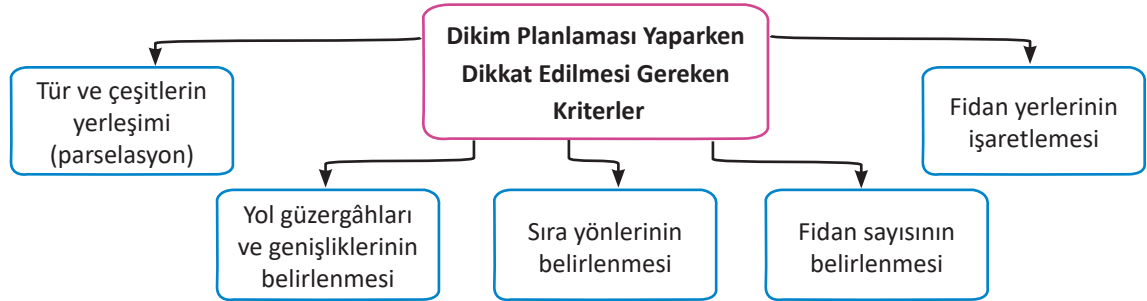 Dikim Planlaması Yaparken
Dikkat Edilmesi Gereken
Kriterler
Tür ve çeşitlerin
yerleşimi
(parselasyon)
Yol güzergâhları
ve genişliklerinin
belirlenmesi
Sıra yönlerinin
belirlenmesi
Fidan sayısının
belirlenmesi
Fidan yerlerinin
işaretlemesi